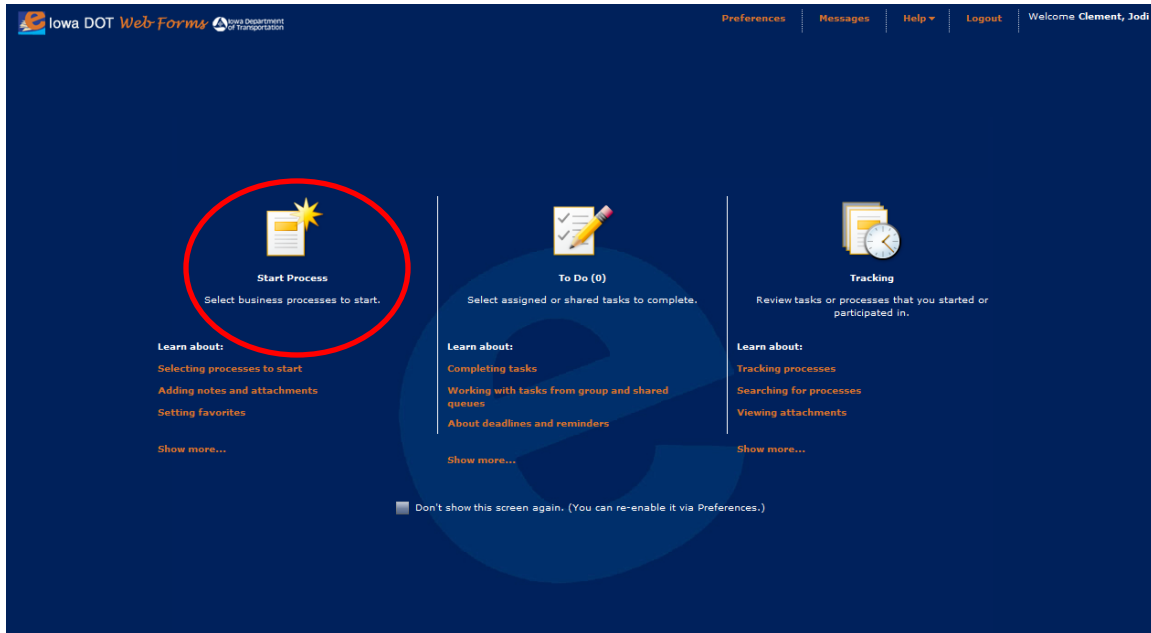 Iowa DOT Web Forms Iowa Department of Transportation
Preferences Messages Help Logout Welcome Clement, Jodi
Start Process
Select business processes to start.
Learn about:
Selecting processes to start
Adding notes and attachments
Setting favorites
Show more...
To Do (0)
Select assigned or shared tasks to complete.
Learn about:
Completing tasks
Working with tasks from group and shared
queues
About deadlines and reminders
Show more...
Tracking
Review tasks or processes that you started or
participated in.
Learn about:
Tracking processes
Searching for processes
Viewing attachments
Show more...
Don't show this screen again. (You can re-enable it via Preferences.)